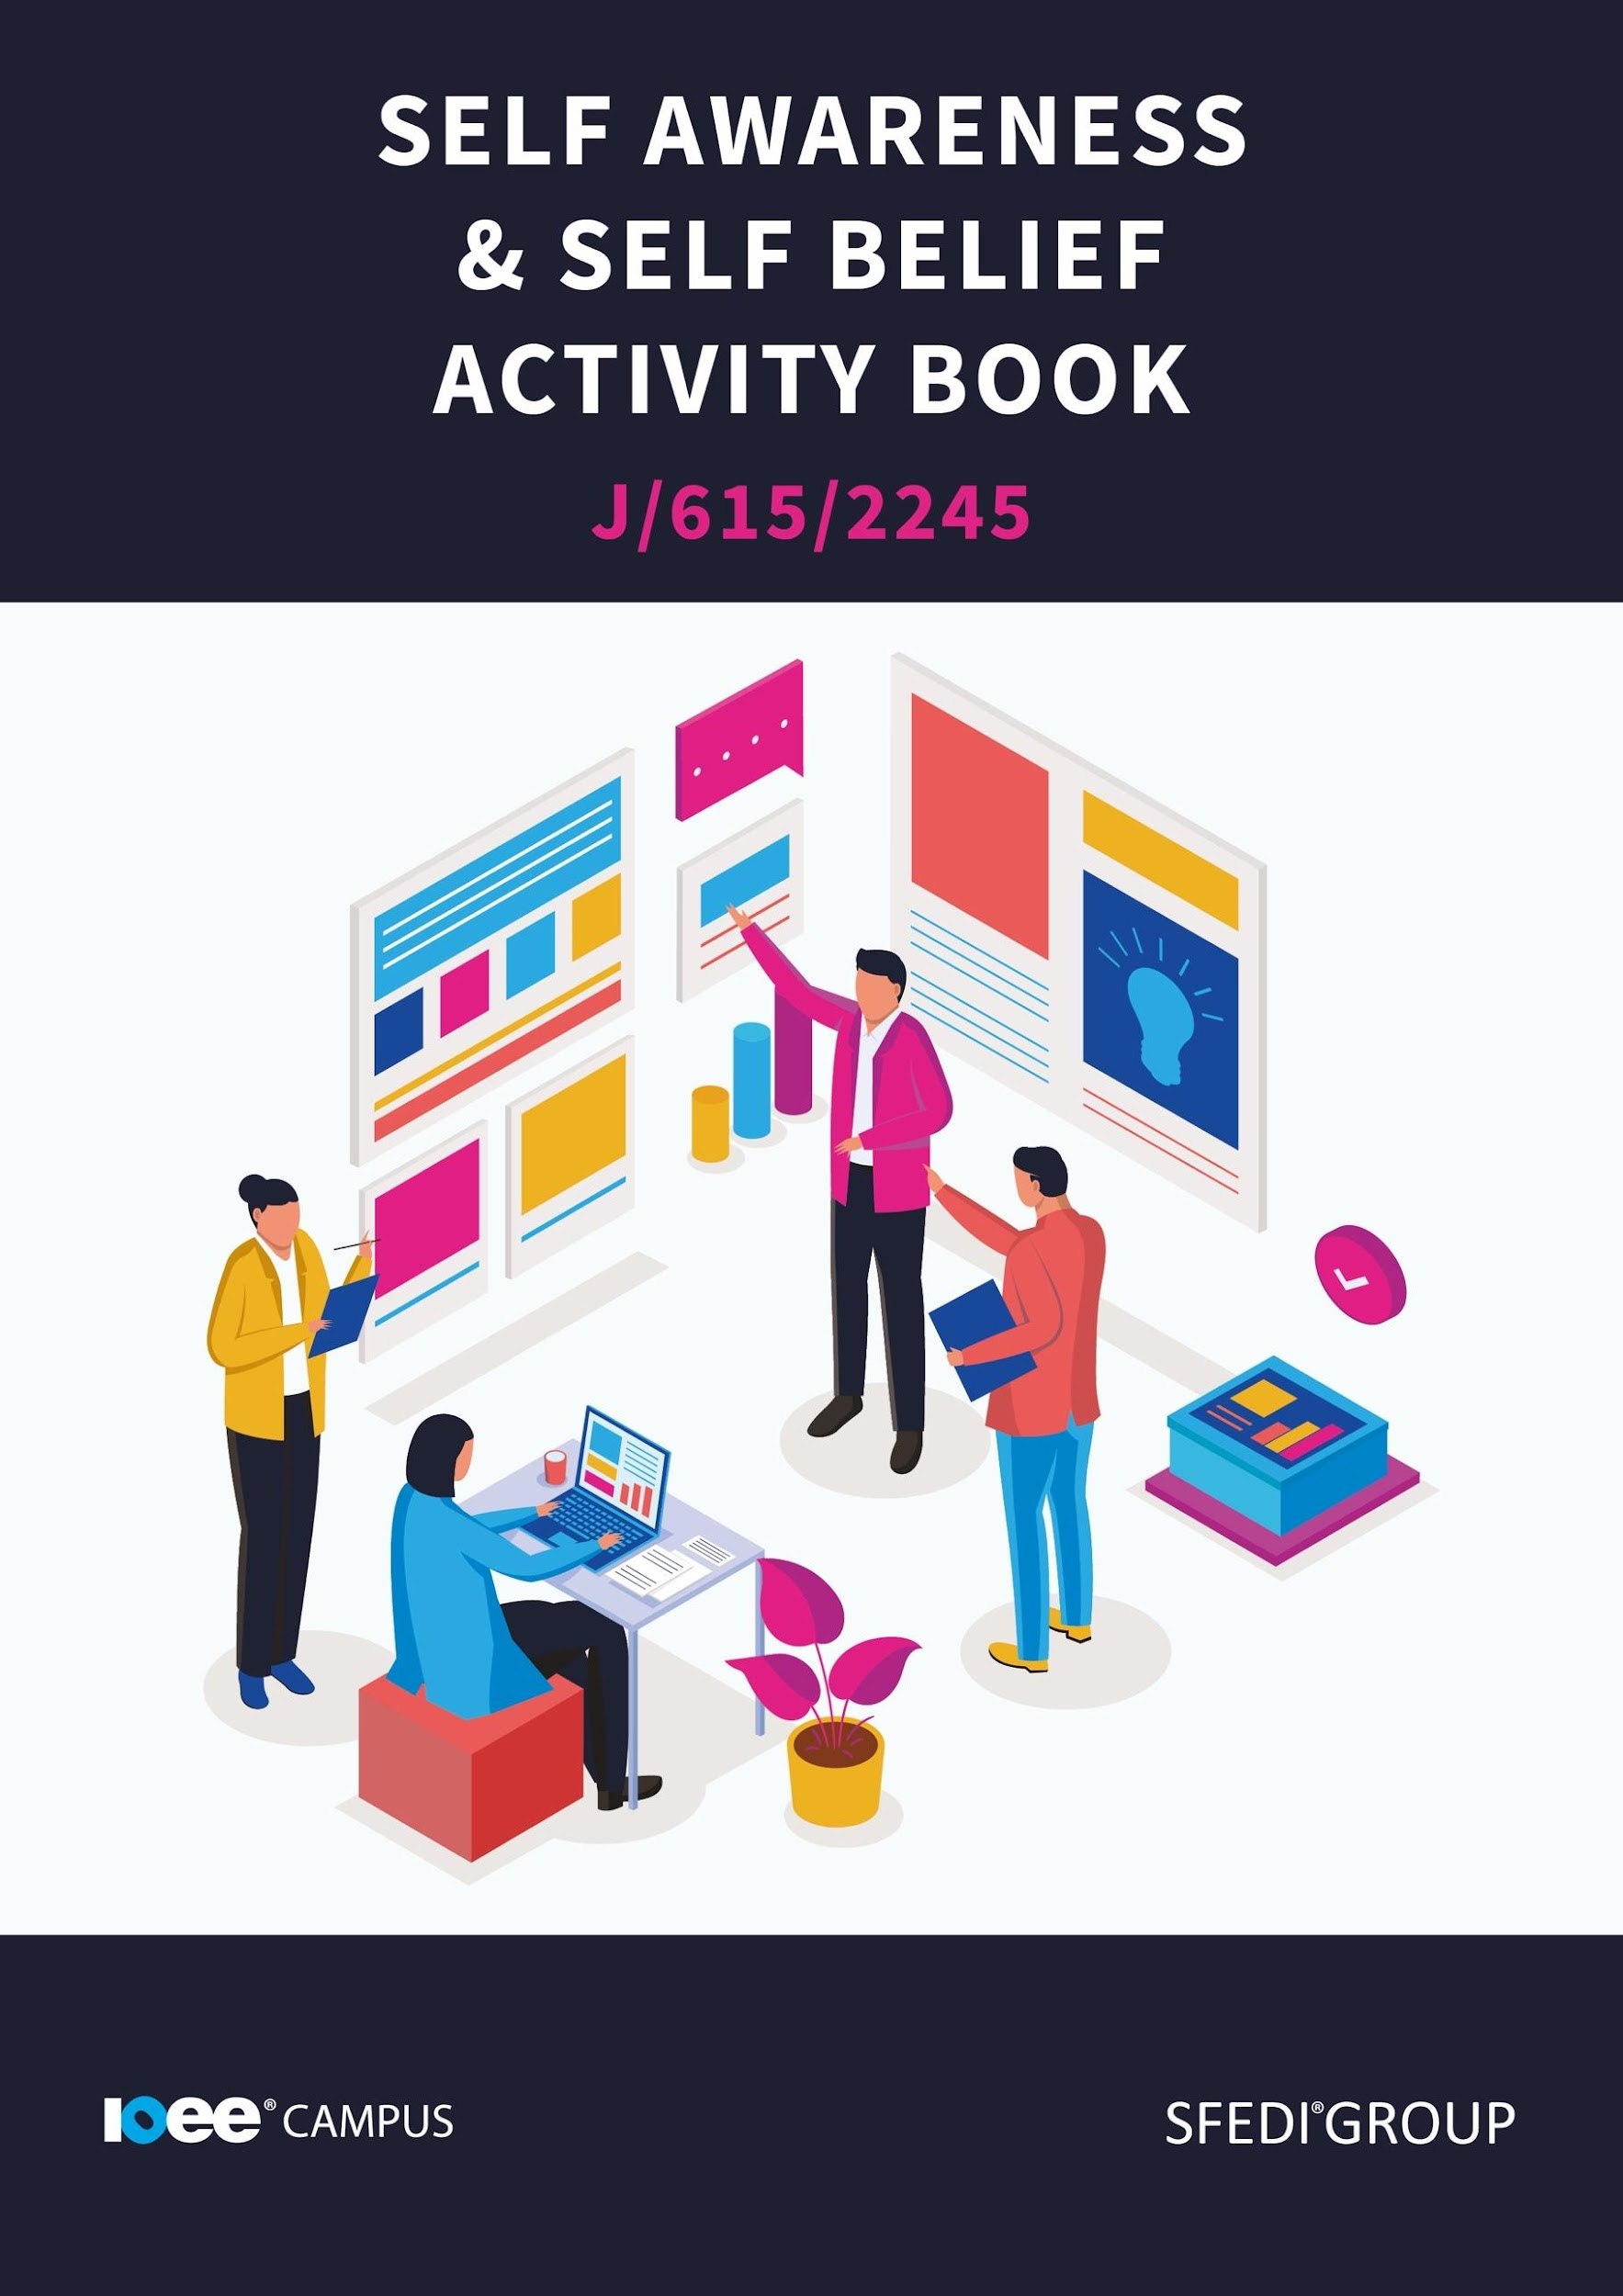 SELF AWARENESS
& SELF BELIEF
ACTIVITY BOOK
J/615/2245
ioee® CAMPUS
SFEDI®GROUP